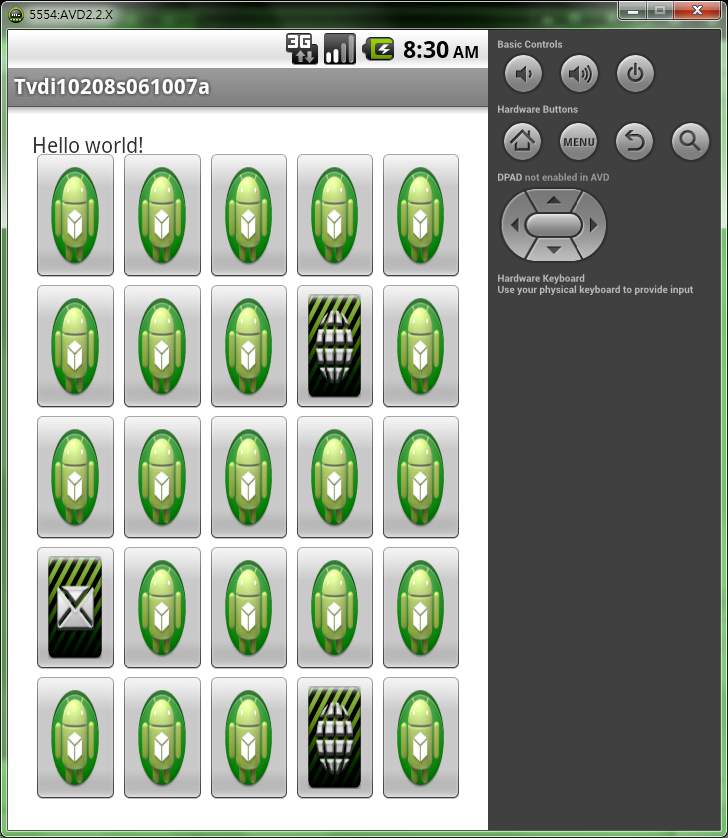 5554:AVD2.2.X
3G
8:30 AM
Tvdi10208s061007a
Hello world!
Basic Controls
Hardware Buttons
MENU
DPAD not enabled in AVD
Hardware Keyboard
Use your physical keyboard to provide input